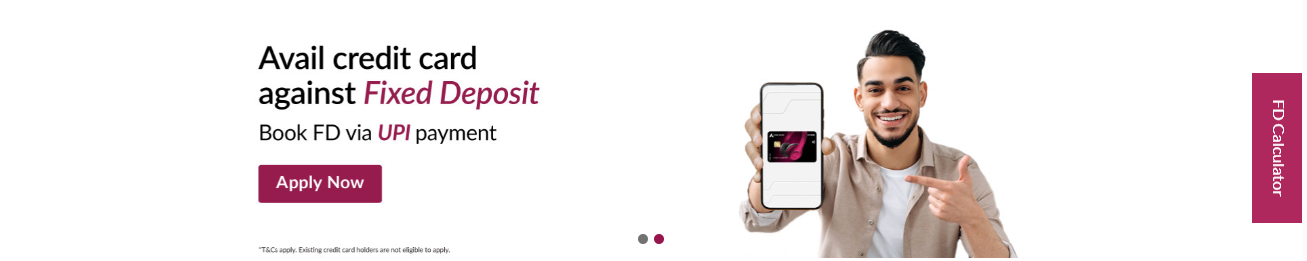 Avail credit card
against Fixed Deposit
Book FD via UPI payment
Apply Now
*T&Cs apply. Existing credit card holders are not eligible to apply.
FD Calculator